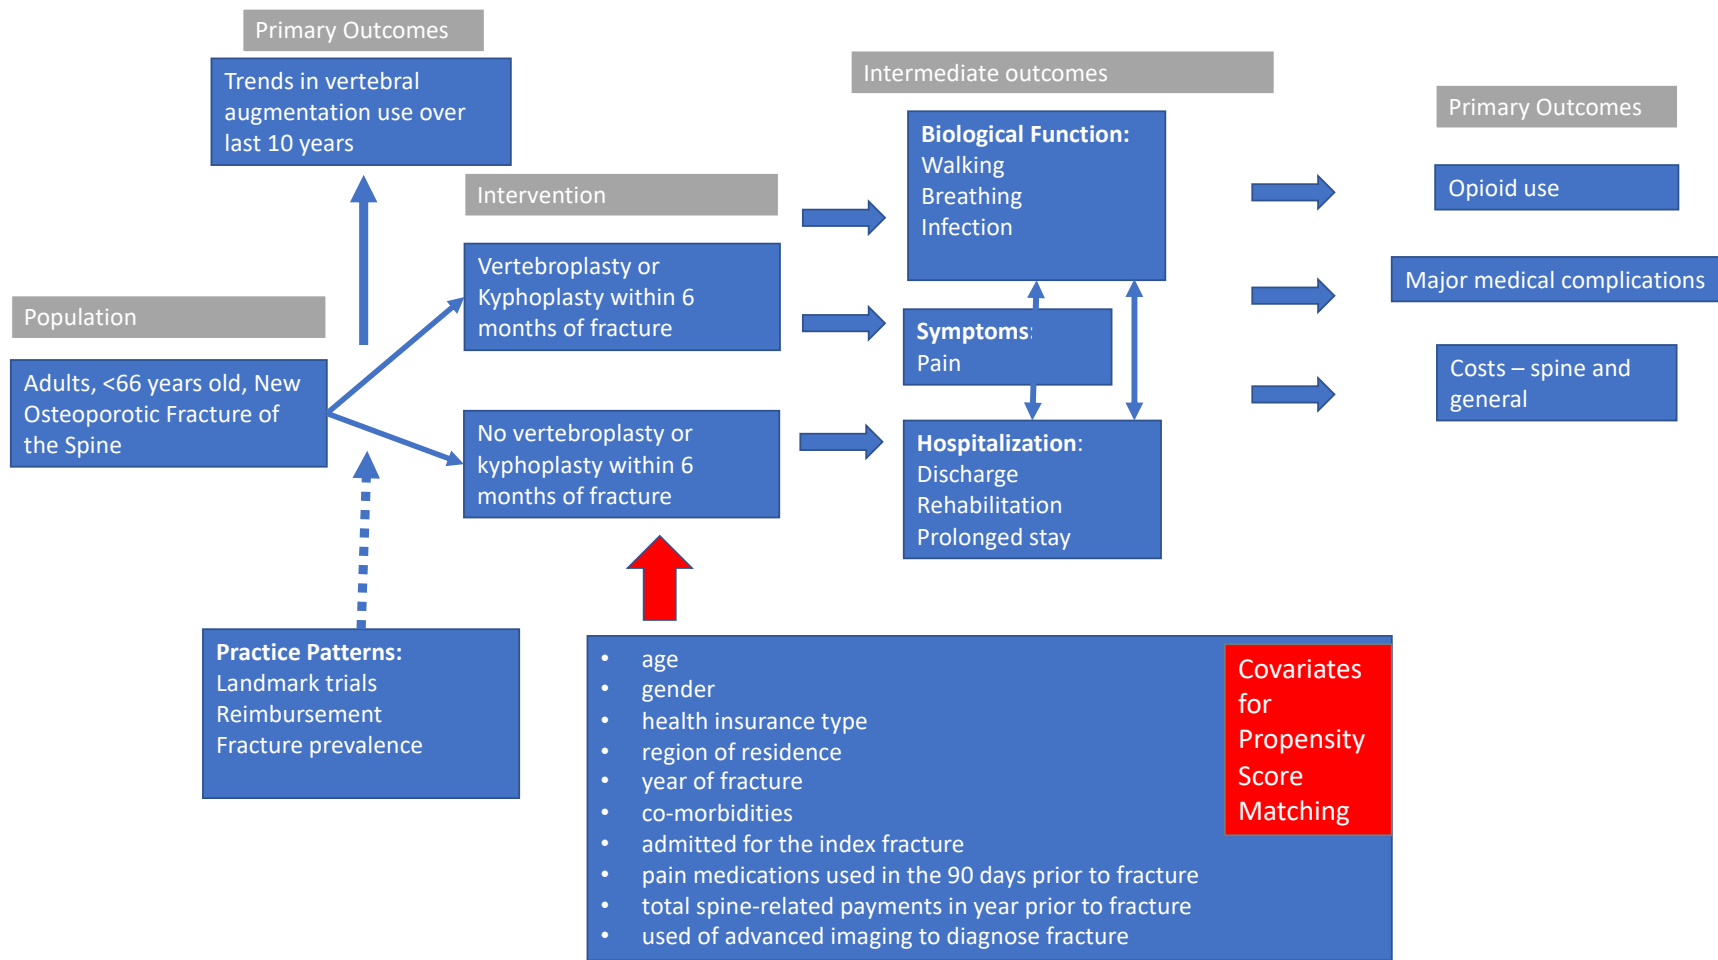 Primary Outcomes
Trends in vertebral
augmentation use over
last 10 years
Intervention
Vertebroplasty or
Kyphoplasty within 6
months of fracture
No vertebroplasty or
kyphoplasty within 6
months of fracture
Population
Adults, <66 years old, New
Osteoporotic Fracture of
the Spine
Practice Patterns:
Landmark trials
Reimbursement
Fracture prevalence
Intermediate outcomes
Biological Function:
Walking
Breathing
Infection
Symptoms:
Pain
Hospitalization:
Discharge
Rehabilitation
Prolonged stay
Primary Outcomes
Opioid use
Major medical complications
Costs – spine and
general
• age
• gender
• health insurance type
• region of residence
• year of fracture
• co-morbidities
• admitted for the index fracture
• pain medications used in the 90 days prior to fracture
• total spine-related payments in year prior to fracture
• used of advanced imaging to diagnose fracture
Covariates
for
Propensity
Score
Matching